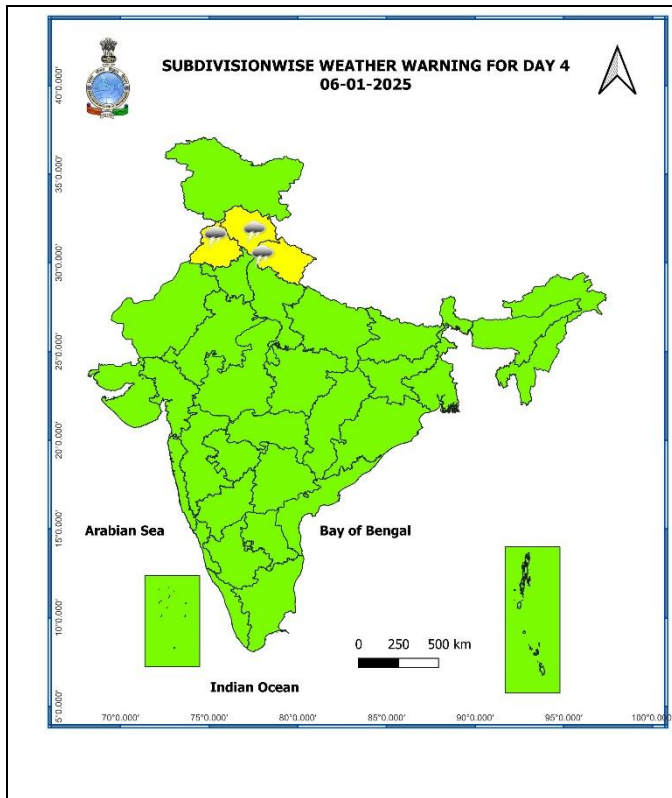 SUBDIVISIONWISE WEATHER WARNING FOR DAY 4
06-01-2025
40°0.000'
35°0.000'
30°0.000'
25°0.000'
20°0.000'
15°0.000'
10°0.000'
5°0.000'
Arabian Sea
Bay of Bengal
0 250 500 km
Indian Ocean
70°0.000' 75°0.000' 80°0.000' 85°0.000' 90°0.000' 95°0.000' 100°0.000'